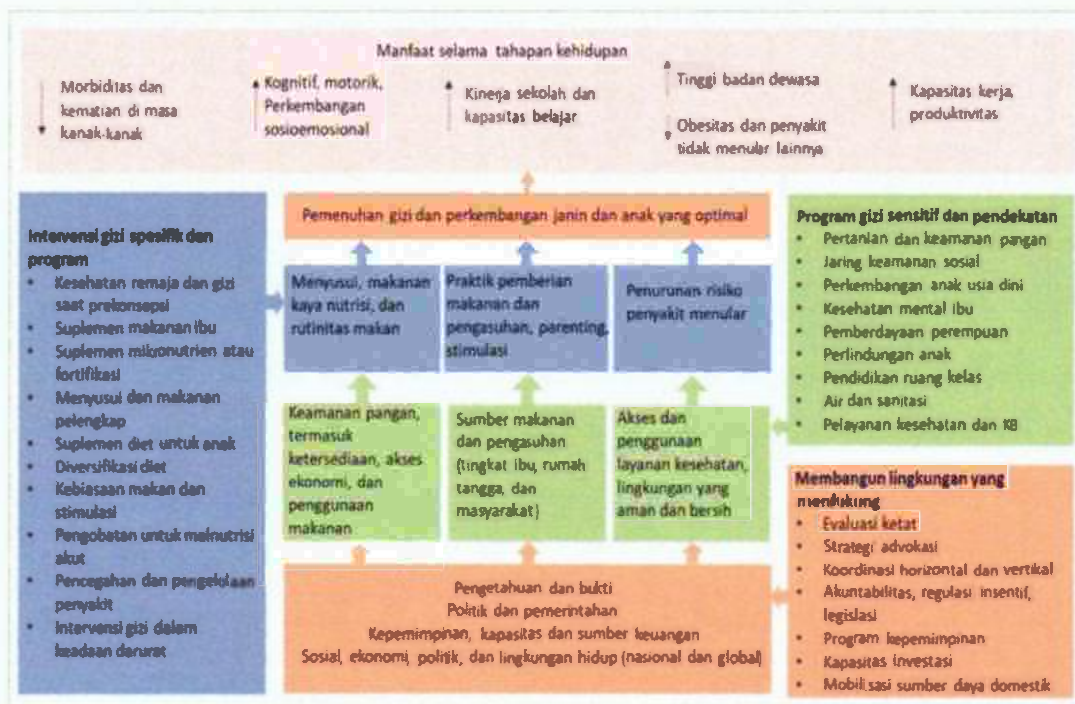 Manfaat selama tahapan kehidupan
Morbiditas dan
kematian di masa
kanak-kanak
Kognitif, motorik,
Perkembangan
sosioemosional
Kinerja sekolah dan
kapasitas belajar
Tinggi badan dewasa
Obesitas dan penyakit
tidak menular lainnya
Kapasitas kerja,
produktivitas
Pemenuhan gizi dan perkembangan janin dan anak yang optimal
Intervensi gizi spesifik dan
program
• Kesehatan remaja dan gizi
saat prekonsepsi
• Suplemen makanan ibu
• Suplemen mikronutrien atau
fortifikasi
• Menyusui dan makanan
pelengkap
• Suplemen diet untuk anak
• Diversifikasi diet
• Kebiasaan makan dan
stimulasi
• Pengobatan untuk malnutrisi
akut
• Pencegahan dan pengelolaan
penyakit
• Intervensi gizi dalam
keadaan darurat
Menyusui, makanan
kaya nutrisi, dan
rutinitas makan
Praktik pemberian
makanan dan
pengasuhan, parenting,
stimulasi
Penurunan risiko
penyakit menular
Keamanan pangan,
termasuk
ketersediaan, akses
ekonomi, dan
penggunaan
makanan
Sumber makanan
dan pengasuhan
(tingkat ibu, rumah
tangga, dan
masyarakat)
Akses dan
penggunaan
layanan kesehatan,
lingkungan yang
aman dan bersih
Pengetahuan dan bukti
Politik dan pemerintahan
Kepemimpinan, kapasitas dan sumber keuangan
Sosial, ekonomi, politik, dan lingkungan hidup (nasional dan global)
Program gizi sensitif dan pendekatan
• Pertanian dan keamanan pangan
• Jaring keamanan sosial
• Perkembangan anak usia dini
• Kesehatan mental ibu
• Pemberdayaan perempuan
• Perlindungan anak
• Pendidikan ruang kelas
• Air dan sanitasi
• Pelayanan kesehatan dan KB
Membangun lingkungan yang
mendukung
• Evaluasi ketat
• Strategi advokasi
• Koordinasi horizontal dan vertikal
• Akuntabilitas, regulasi insentif,
legislasi
• Program kepemimpinan
• Kapasitas investasi
• Mobilisasi sumber daya domestik